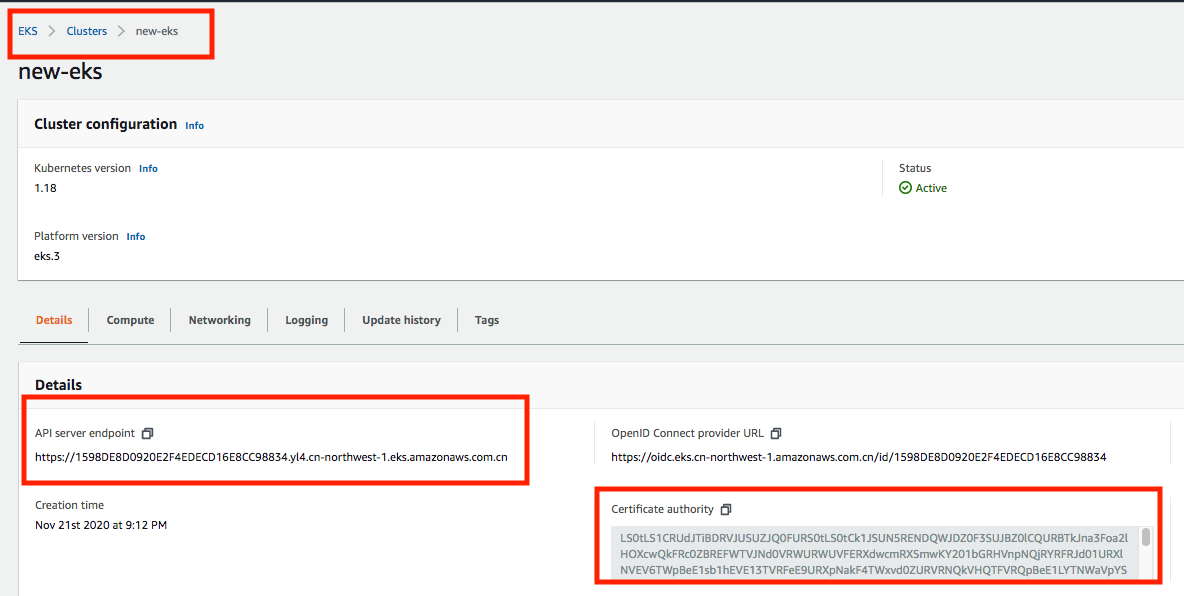 EKS > Clusters > new-eks
new-eks
Cluster configuration Info
Kubernetes version Info
1.18
Status
Active
Platform version Info
eks.3
Details
Compute
Networking
Logging
Update history
Tags
Details
API server endpoint
https://1598DE8D0920E2F4EDECD16E8CC98834.yl4.cn-northwest-1.eks.amazonaws.com.cn
OpenID Connect provider URL
https://oidc.eks.cn-northwest-1.amazonaws.com.cn/id/1598DE8D0920E2F4EDECD16E8CC98834
Creation time
Nov 21st 2020 at 9:12 PM
Certificate authority